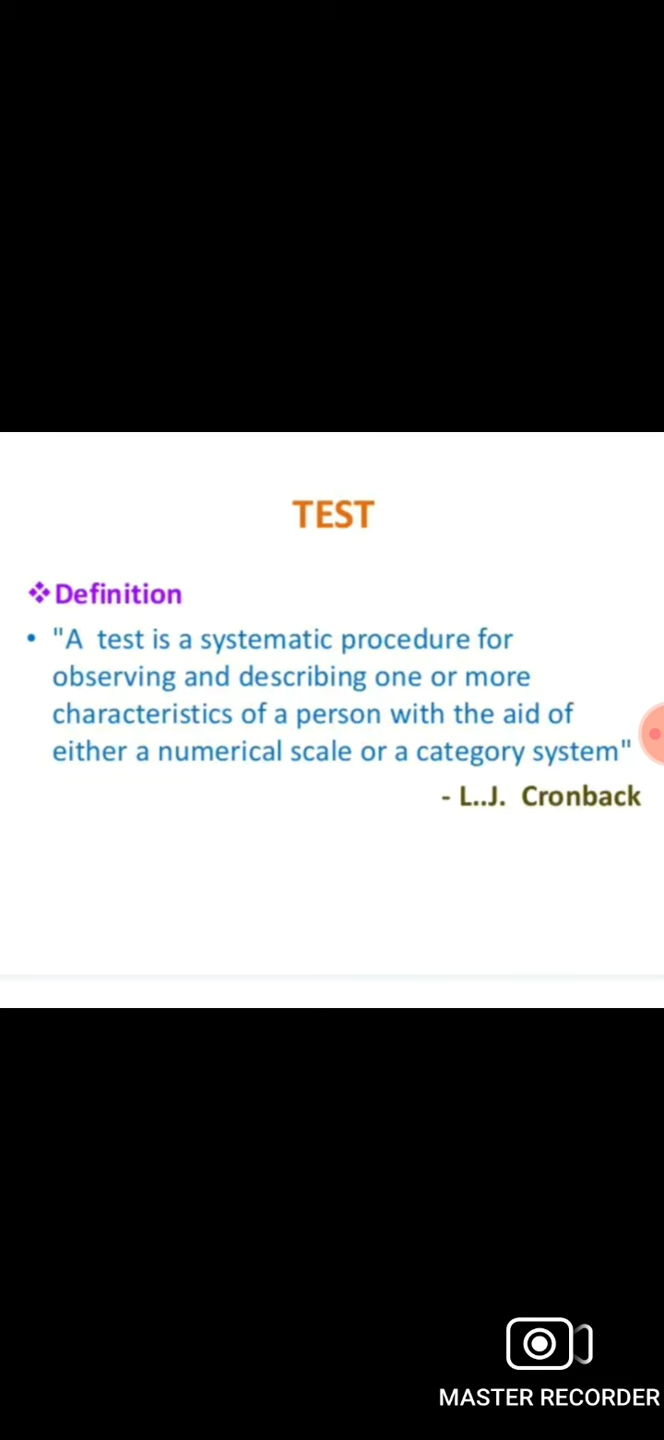 TEST
❖Definition
• "A test is a systematic procedure for
observing and describing one or more
characteristics of a person with the aid of
either a numerical scale or a category system"
- L..J. Cronback
MASTER RECORDER